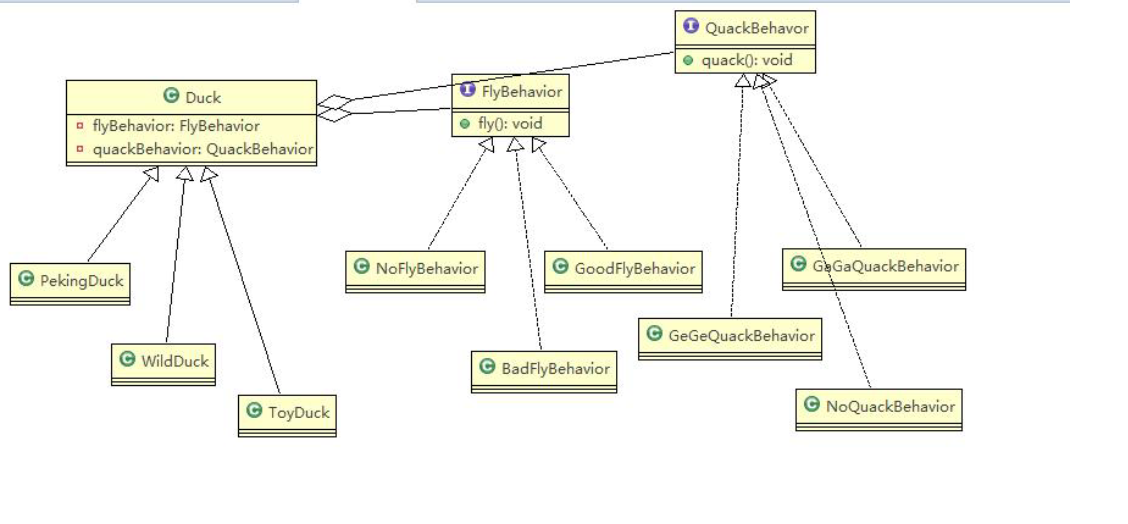 QuackBehavor
quack(): void
Duck
flyBehavior: FlyBehavior
quackBehavior: QuackBehavior
FlyBehavior
fly(): void
PekingDuck
WildDuck
ToyDuck
NoFlyBehavior
GoodFlyBehavior
BadFlyBehavior
GeGeQuackBehavior
GaGaQuackBehavior
NoQuackBehavior